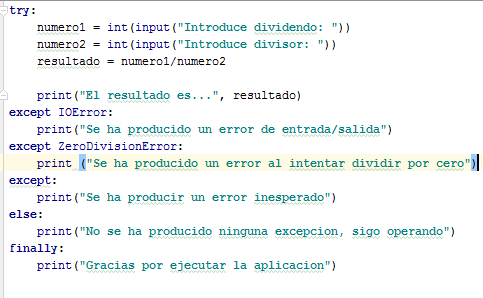 try:
    numero1 = int(input("Introduce dividendo: "))
    numero2 = int(input("Introduce divisor: "))
    resultado = numero1/numero2

    print("El resultado es...", resultado)
except IOError:
    print("Se ha producido un error de entrada/salida")
except ZeroDivisionError:
    print ("Se ha producido un error al intentar dividir por cero")
except:
    print("Se ha producir un error inesperado")
else:
    print("No se ha producido ninguna excepcion, sigo operando")
finally:
    print("Gracias por ejecutar la aplicacion")